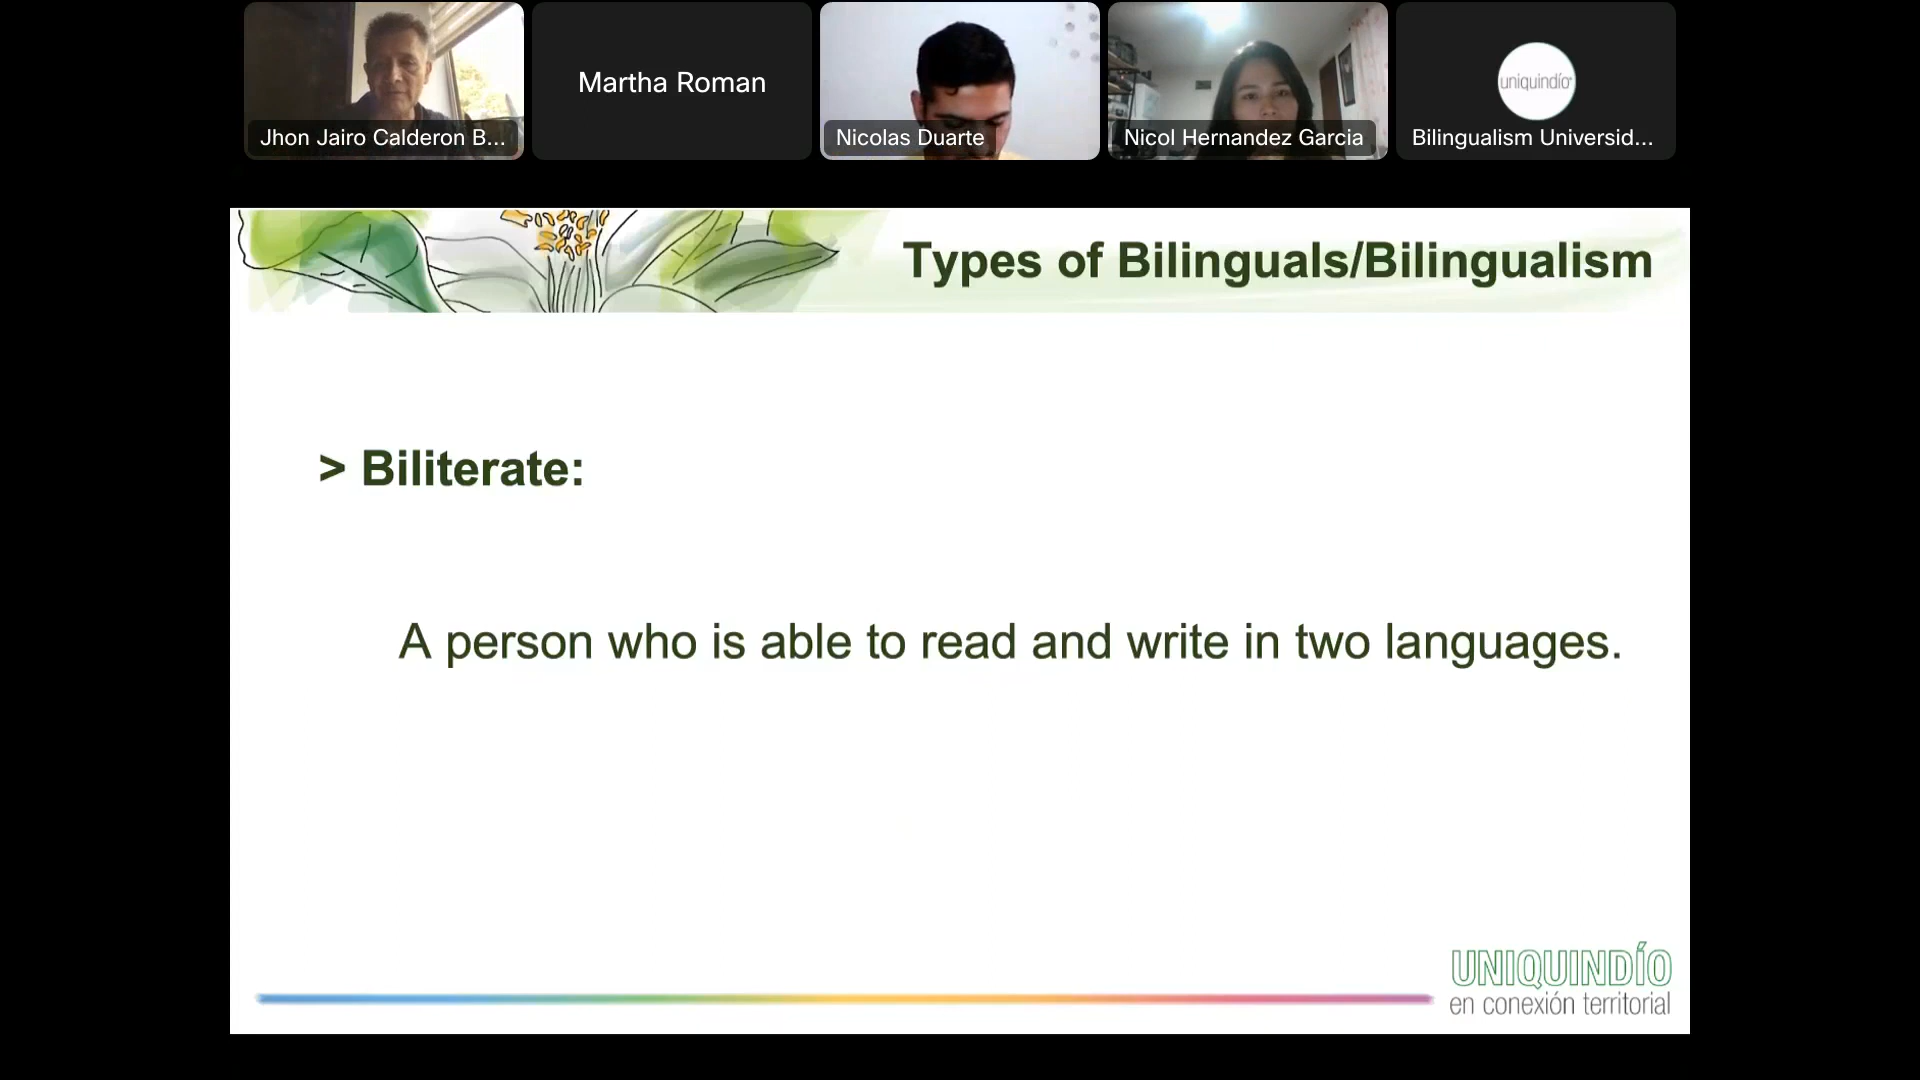 Jhon Jairo Calderon B...
Martha Roman
Nicolas Duarte
Nicol Hernandez Garcia
uniquindío
Bilingualism Universid...
Types of Bilinguals/Bilingualism
> Biliterate:
A person who is able to read and write in two languages.
UNIQUINDÍO
en conexión territorial